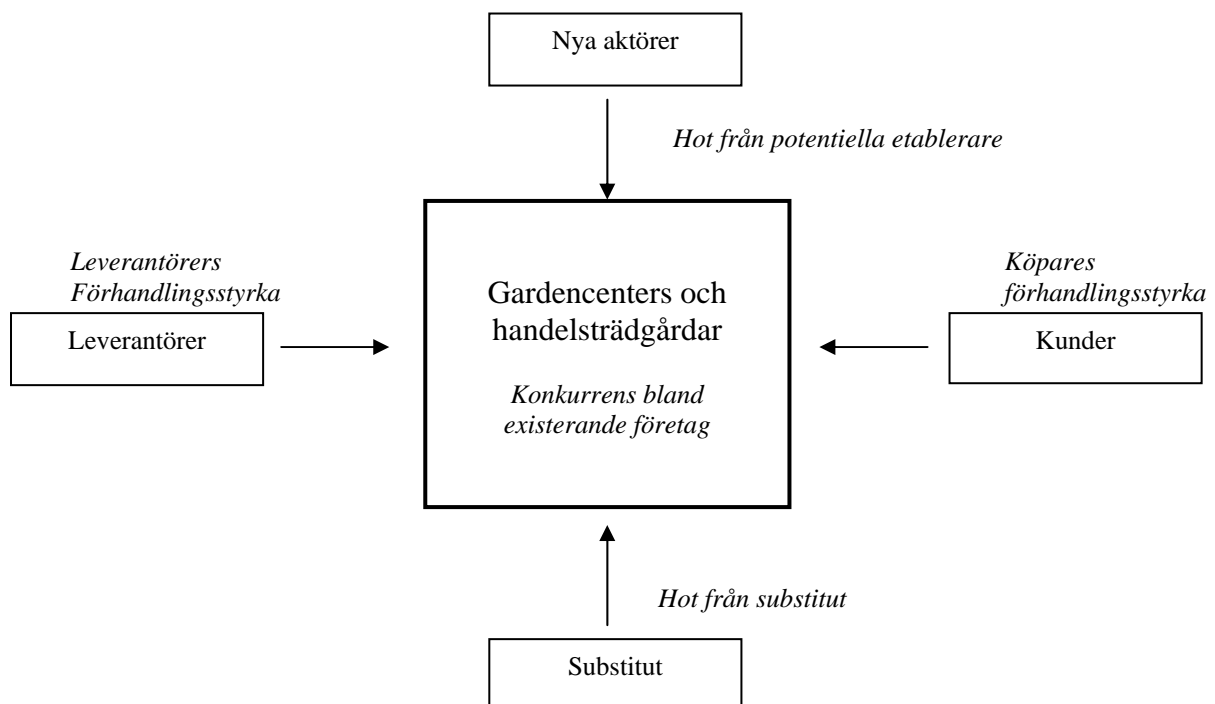 Nya aktörer
Hot från potentiella etablerare
Leverantörers
Förhandlingsstyrka
Leverantörer
Gardencenters och
handelsträdgårdar
Konkurrens bland
existerande företag
Köpares
förhandlingsstyrka
Kunder
Hot från substitut
Substitut